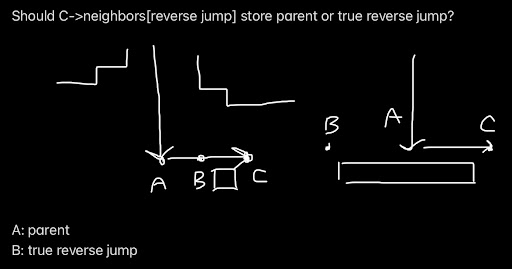 Should C->neighbors[reverse jump] store parent or true reverse jump?
B A C
A B C
A: parent
B: true reverse jump